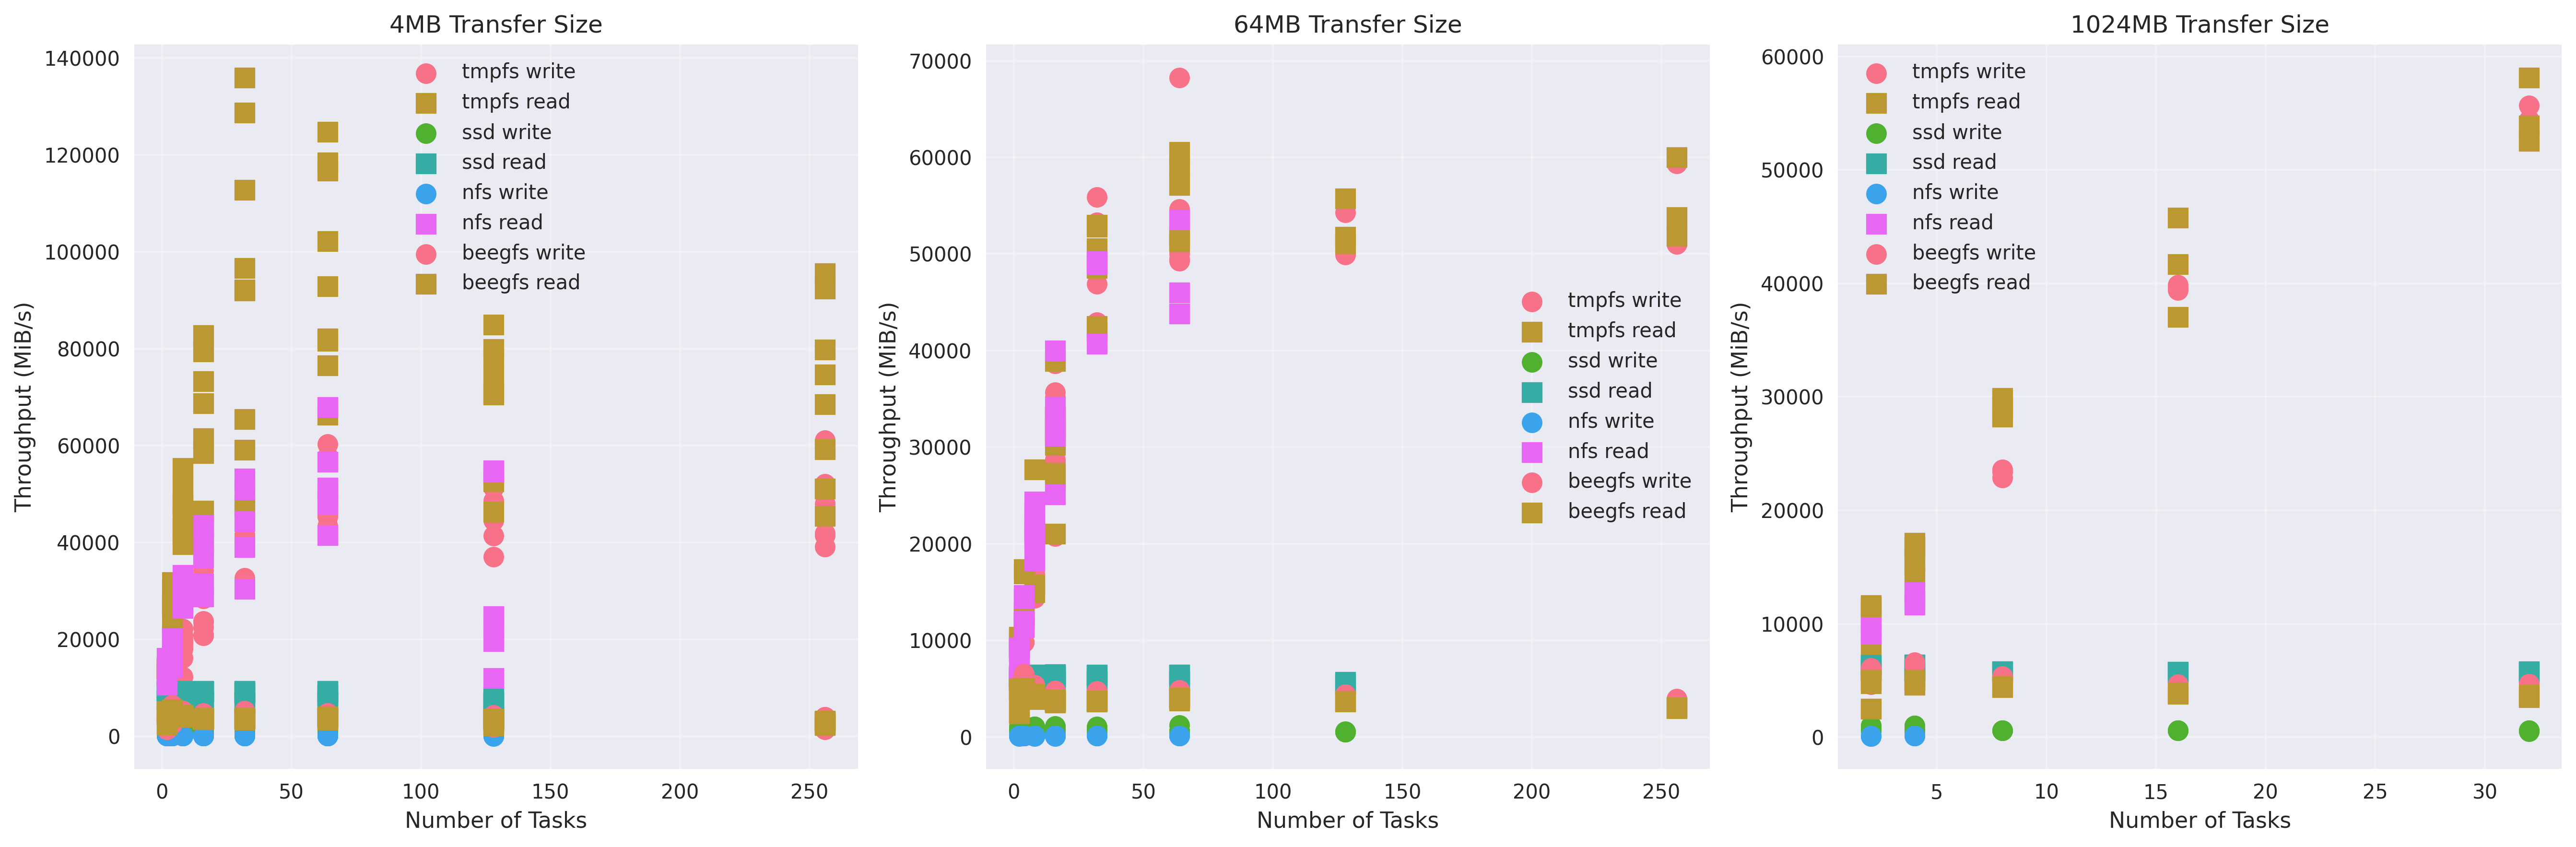 4MB Transfer Size
Throughput (MiB/s)
140000
120000
100000
80000
60000
40000
20000
0
tmpfs write
tmpfs read
ssd write
ssd read
nfs write
nfs read
beegfs write
beegfs read
0 50 100 150 200 250
Number of Tasks
64MB Transfer Size
Throughput (MiB/s)
70000
60000
50000
40000
30000
20000
10000
0
tmpfs write
tmpfs read
ssd write
ssd read
nfs write
nfs read
beegfs write
beegfs read
0 50 100 150 200 250
Number of Tasks
1024MB Transfer Size
Throughput (MiB/s)
60000
50000
40000
30000
20000
10000
0
tmpfs write
tmpfs read
ssd write
ssd read
nfs write
nfs read
beegfs write
beegfs read
5 10 15 20 25 30
Number of Tasks